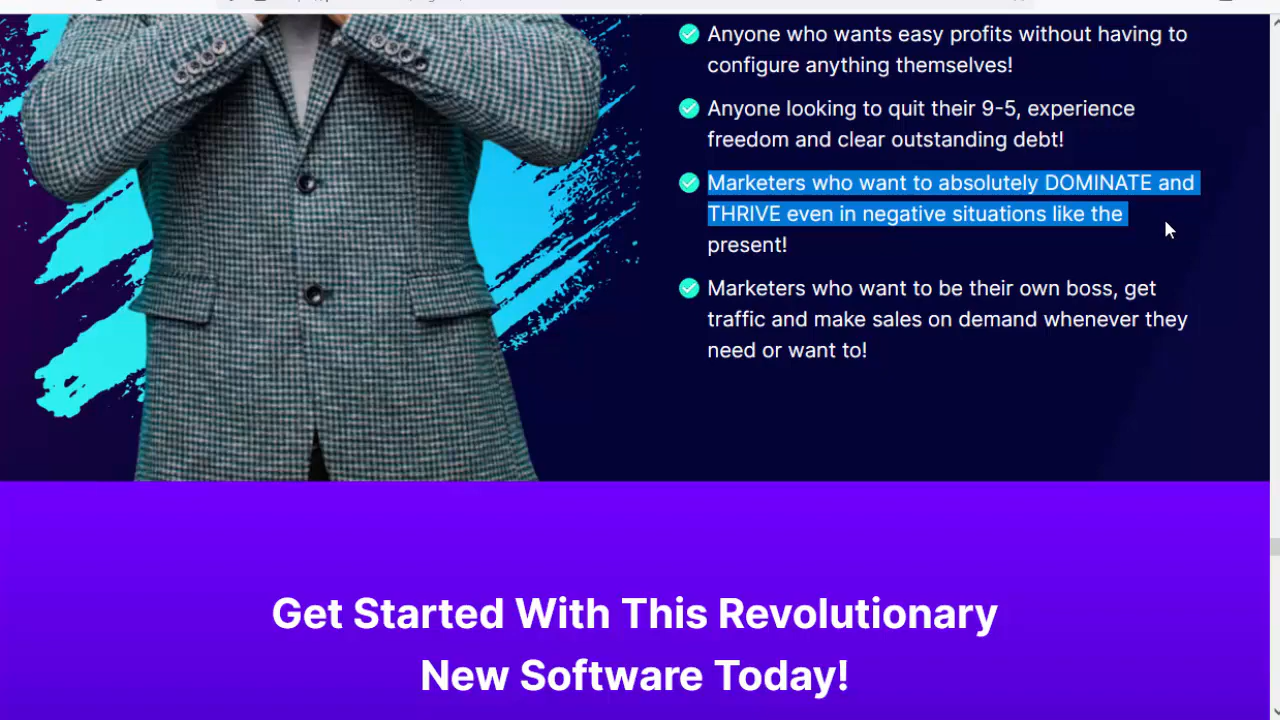 Anyone who wants easy profits without having to
configure anything themselves!
Anyone looking to quit their 9-5, experience
freedom and clear outstanding debt!
Marketers who want to absolutely DOMINATE and
THRIVE even in negative situations like the
present!
Marketers who want to be their own boss, get
traffic and make sales on demand whenever they
need or want to!
Get Started With This Revolutionary
New Software Today!